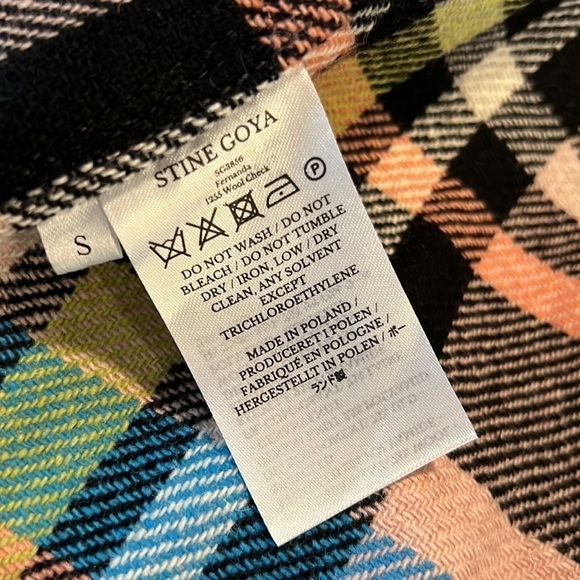 STINE GOYA
SG2856
Fernanda
1255 Wool Check
P
DO NOT WASH / DO NOT
BLEACH / DO NOT TUMBLE
DRY / IRON, LOW / DRY
CLEAN, ANY SOLVENT
EXCEPT
TRICHLOROETHYLENE
MADE IN POLAND /
PRODUCERET I POLEN /
FABRIQUÉ EN POLOGNE /
HERGESTELLT IN POLEN / ポー
ランド製
S